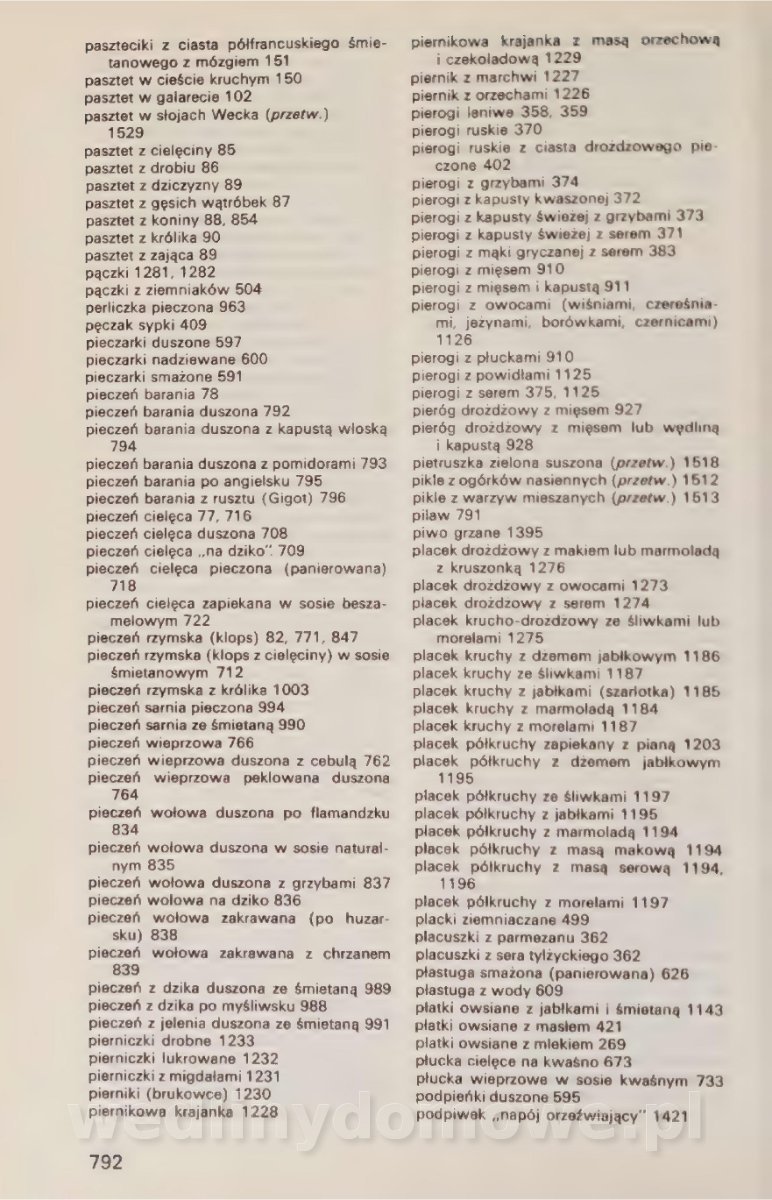 paszteciki z ciasta półfrancuskiego śmie-
tanowego z mózgiem 151
pasztet w cieście kruchym 150
pasztet w galarecie 102
pasztet w słojach Wecka (przetw.)
1529
pasztet z cielęciny 85
pasztet z drobiu 86
pasztet z dziczyzny 89
pasztet z gęsich wątróbek 87
pasztet z koniny 88, 854
pasztet z królika 90
pasztet z zająca 89
pączki 1281, 1282
pączki z ziemniaków 504
perliczka pieczona 963
pęczak sypki 409
pieczarki duszone 597
pieczarki nadziewane 600
pieczarki smażone 591
pieczeń barania 78
pieczeń barania duszona 792
pieczeń barania duszona z kapustą włoską
794
pieczeń barania duszona z pomidorami 793
pieczeń barania po angielsku 795
pieczeń barania z rusztu (Gigot) 796
pieczeń cielęca 77, 716
pieczeń cielęca duszona 708
pieczeń cielęca „na dziko” 709
pieczeń cielęca pieczona (panierowana)
718
pieczeń cielęca zapiekana w sosie besza-
melowym 722
pieczeń rzymska (klops) 82, 771, 847
pieczeń rzymska (klops z cielęciny) w sosie
śmietanowym 712
pieczeń rzymska z królika 1003
pieczeń sarnia pieczona 994
pieczeń sarnia ze śmietaną 990
pieczeń wieprzowa 766
pieczeń wieprzowa duszona z cebulą 762
pieczeń wieprzowa peklowana duszona
764
pieczeń wołowa duszona po flamandzku
834
pieczeń wołowa duszona w sosie natural-
nym 835
pieczeń wołowa duszona z grzybami 837
pieczeń wołowa na dziko 836
pieczeń wołowa zakrawana (po huzar-
sku) 838
pieczeń wołowa zakrawana z chrzanem
839
pieczeń z dzika duszona ze śmietaną 989
pieczeń z dzika po myśliwsku 988
pieczeń z jelenia duszona ze śmietaną 991
pierniczki drobne 1233
pierniczki lukrowane 1232
pierniczki z migdałami 1231
pierniki (brukowce) 1230
piernikowa krajanka 1228
piernikowa krajanka z masą orzechową
i czekoladową 1229
piernik z marchwi 1227
piernik z orzechami 1226
pierogi leniwe 358, 359
pierogi ruskie 370
pierogi ruskie z ciasta drożdżowego pie-
czone 402
pierogi z grzybami 374
pierogi z kapusty kwaszonej 372
pierogi z kapusty świeżej z grzybami 373
pierogi z kapusty świeżej z serem 371
pierogi z mąki gryczanej z serem 383
pierogi z mięsem 910
pierogi z mięsem i kapustą 911
pierogi z owocami (wiśniami, czereśnia-
mi, jeżynami, borówkami, czernicami)
1126
pierogi z płuckami 910
pierogi z powidłami 1125
pierogi z serem 375, 1125
pieróg drożdżowy z mięsem 927
pieróg drożdżowy z mięsem lub wędliną
i kapustą 928
pietruszka zielona suszona (przetw.) 1518
pikle z ogórków nasiennych (przetw.) 1512
pikle z warzyw mieszanych (przetw.) 1513
pilaw 791
piwo grzane 1395
placek drożdżowy z makiem lub marmoladą
z kruszonką 1276
placek drożdżowy z owocami 1273
placek drożdżowy z serem 1274
placek krucho-drożdżowy ze śliwkami lub
morelami 1275
placek kruchy z dżemem jabłkowym 1186
placek kruchy ze śliwkami 1187
placek kruchy z jabłkami (szarlotka) 1185
placek kruchy z marmoladą 1184
placek kruchy z morelami 1187
placek półkruchy zapiekany z pianą 1203
placek półkruchy z dżemem jabłkowym
1195
placek półkruchy ze śliwkami 1197
placek półkruchy z jabłkami 1195
placek półkruchy z marmoladą 1194
placek półkruchy z masą makową 1194
placek półkruchy z masą serową 1194,
1196
placek półkruchy z morelami 1197
placki ziemniaczane 499
placuszki z parmezanu 362
placuszki z sera tylżyckiego 362
płastuga smażona (panierowana) 626
płastuga z wody 609
płatki owsiane z jabłkami i śmietaną 1143
płatki owsiane z masłem 421
płatki owsiane z mlekiem 269
płucka cielęce na kwaśno 673
płucka wieprzowe w sosie kwaśnym 733
podpieńki duszone 595
podpiwek „napój orzeźwiający” 1421
wedlinydomowe.pl
792